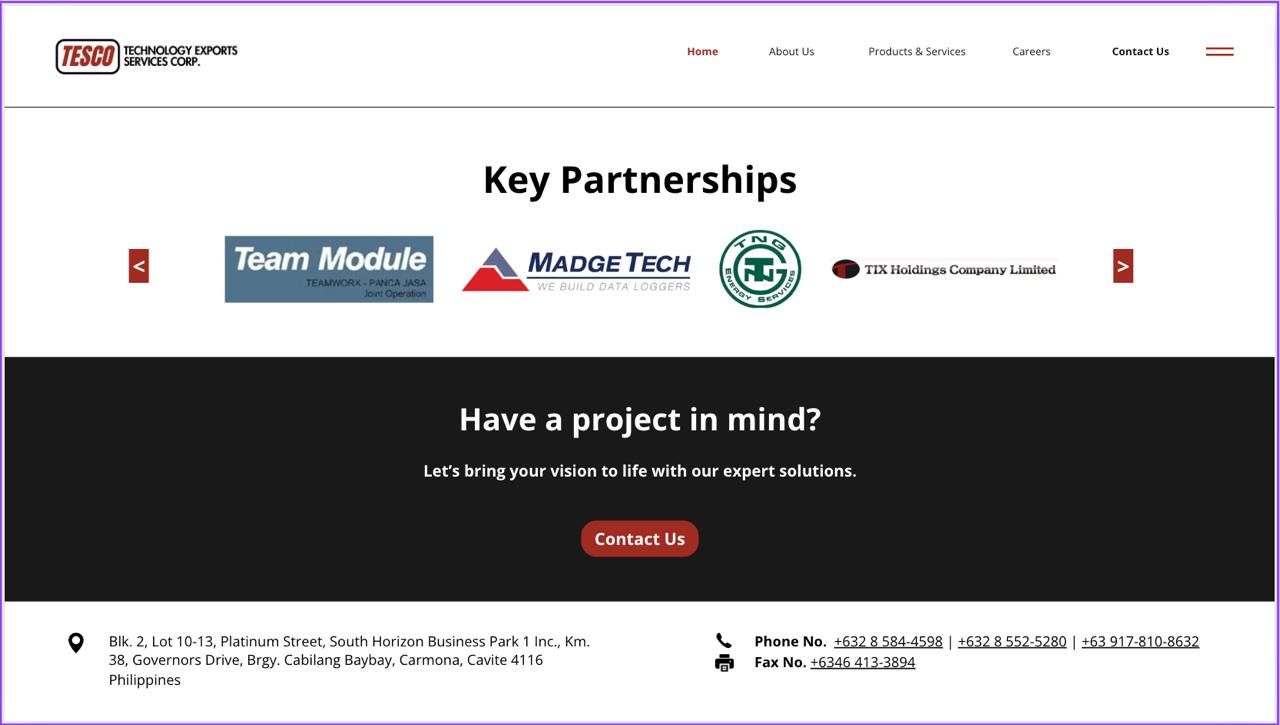 TESCO TECHNOLOGY EXPORTS
SERVICES CORP.
Home About Us Products & Services Careers Contact Us
Key Partnerships
<
Team Module
TEAMWORX - PANCA JASA
Joint Operation
MADGETECH
WE BUILD DATA LOGGERS
TNG
ENERGY SERVICES
TIX Holdings Company Limited
>
Have a project in mind?
Let’s bring your vision to life with our expert solutions.
Contact Us
Blk. 2, Lot 10-13, Platinum Street, South Horizon Business Park 1 Inc., Km.
38, Governors Drive, Brgy. Cabilang Baybay, Carmona, Cavite 4116
Philippines
Phone No. +632 8 584-4598 | +632 8 552-5280 | +63 917-810-8632
Fax No. +6346 413-3894